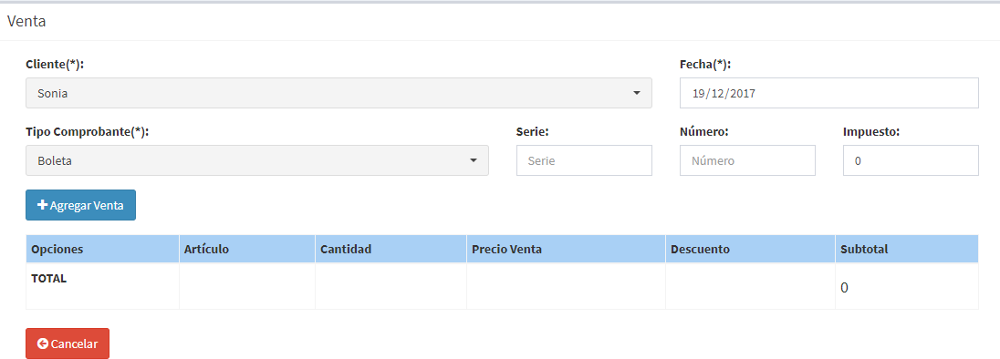 Venta
Cliente(*): Fecha(*):
Sonia 19/12/2017
Tipo Comprobante(*): Serie: Número: Impuesto:
Boleta Serie Número 0
Agregar Venta
Opciones Artículo Cantidad Precio Venta Descuento Subtotal
TOTAL 0
Cancelar